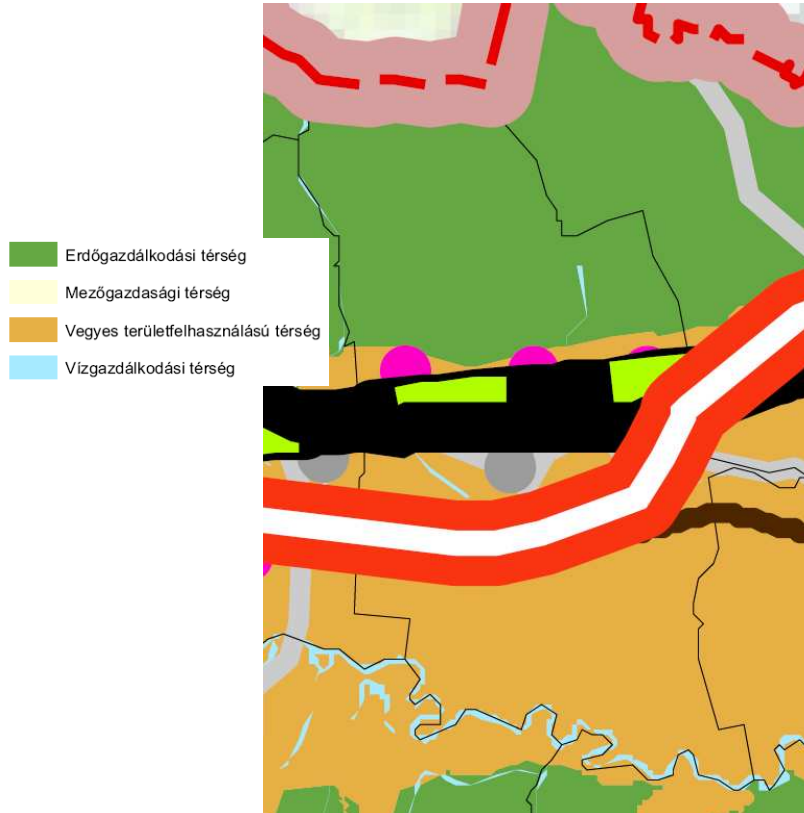 Erdőgazdálkodási térség
Mezőgazdasági térség
Vegyes területfelhasználású térség
Vízgazdálkodási térség